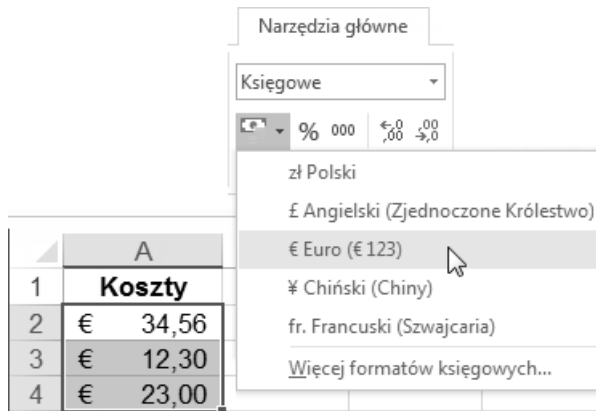 Narzędzia główne
Księgowe
% 000 ←0 ,00 ,00 →,0
zł Polski
£ Angielski (Zjednoczone Królestwo)
€ Euro (€ 123)
¥ Chiński (Chiny)
fr. Francuski (Szwajcaria)
Więcej formatów księgowych...
A
1 Koszty
2 € 34,56
3 € 12,30
4 € 23,00